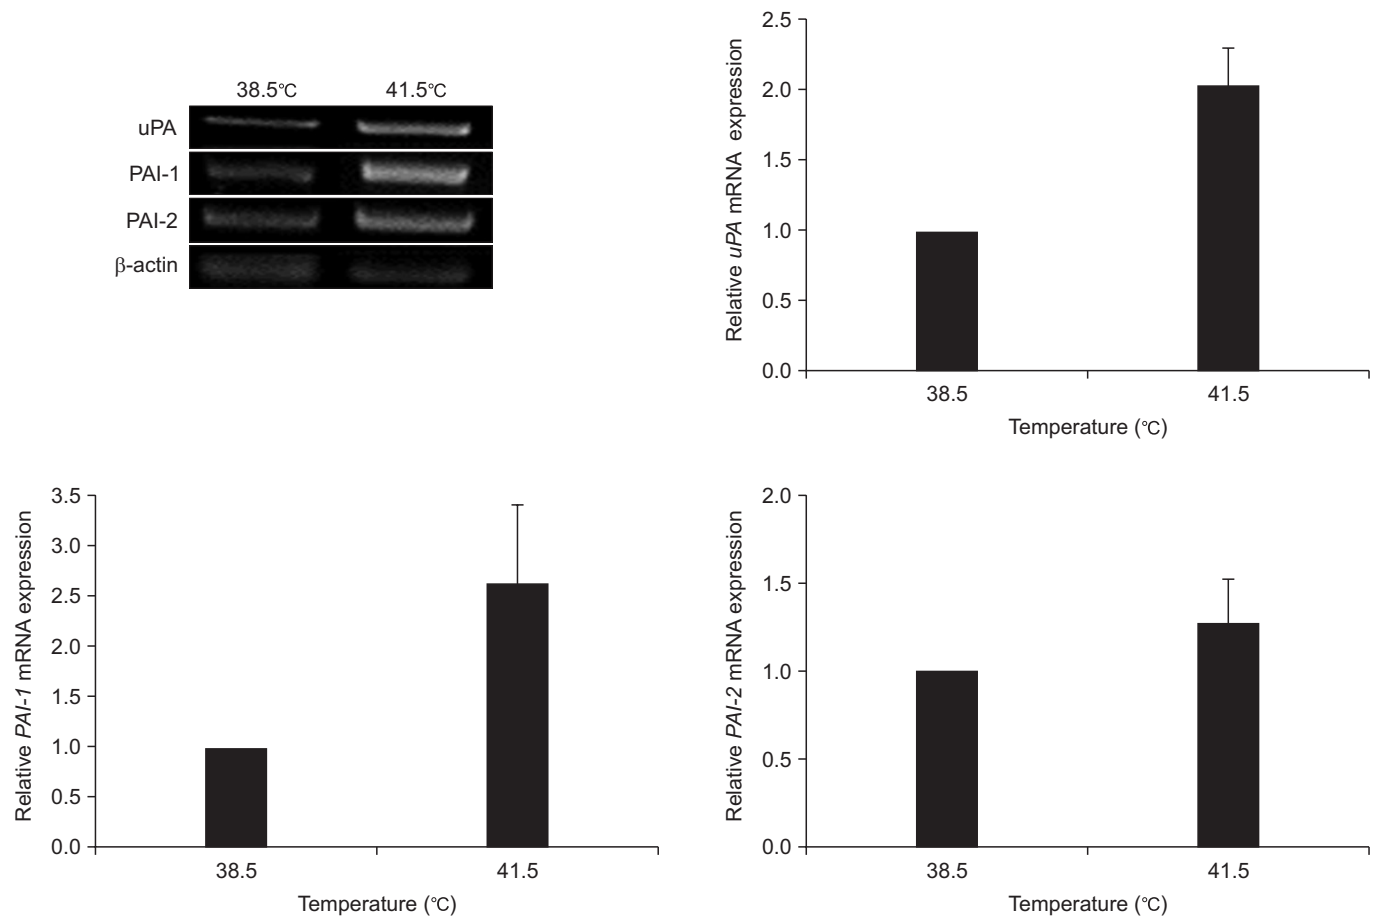 38.5℃ 41.5℃
uPA
PAI-1
PAI-2
β-actin
Relative uPA mRNA expression
2.5
2.0
1.5
1.0
0.5
0.0
38.5 41.5
Temperature (℃)
Relative PAI-1 mRNA expression
3.5
3.0
2.5
2.0
1.5
1.0
0.5
0.0
38.5 41.5
Temperature (℃)
Relative PAI-2 mRNA expression
2.0
1.5
1.0
0.5
0.0
38.5 41.5
Temperature (℃)